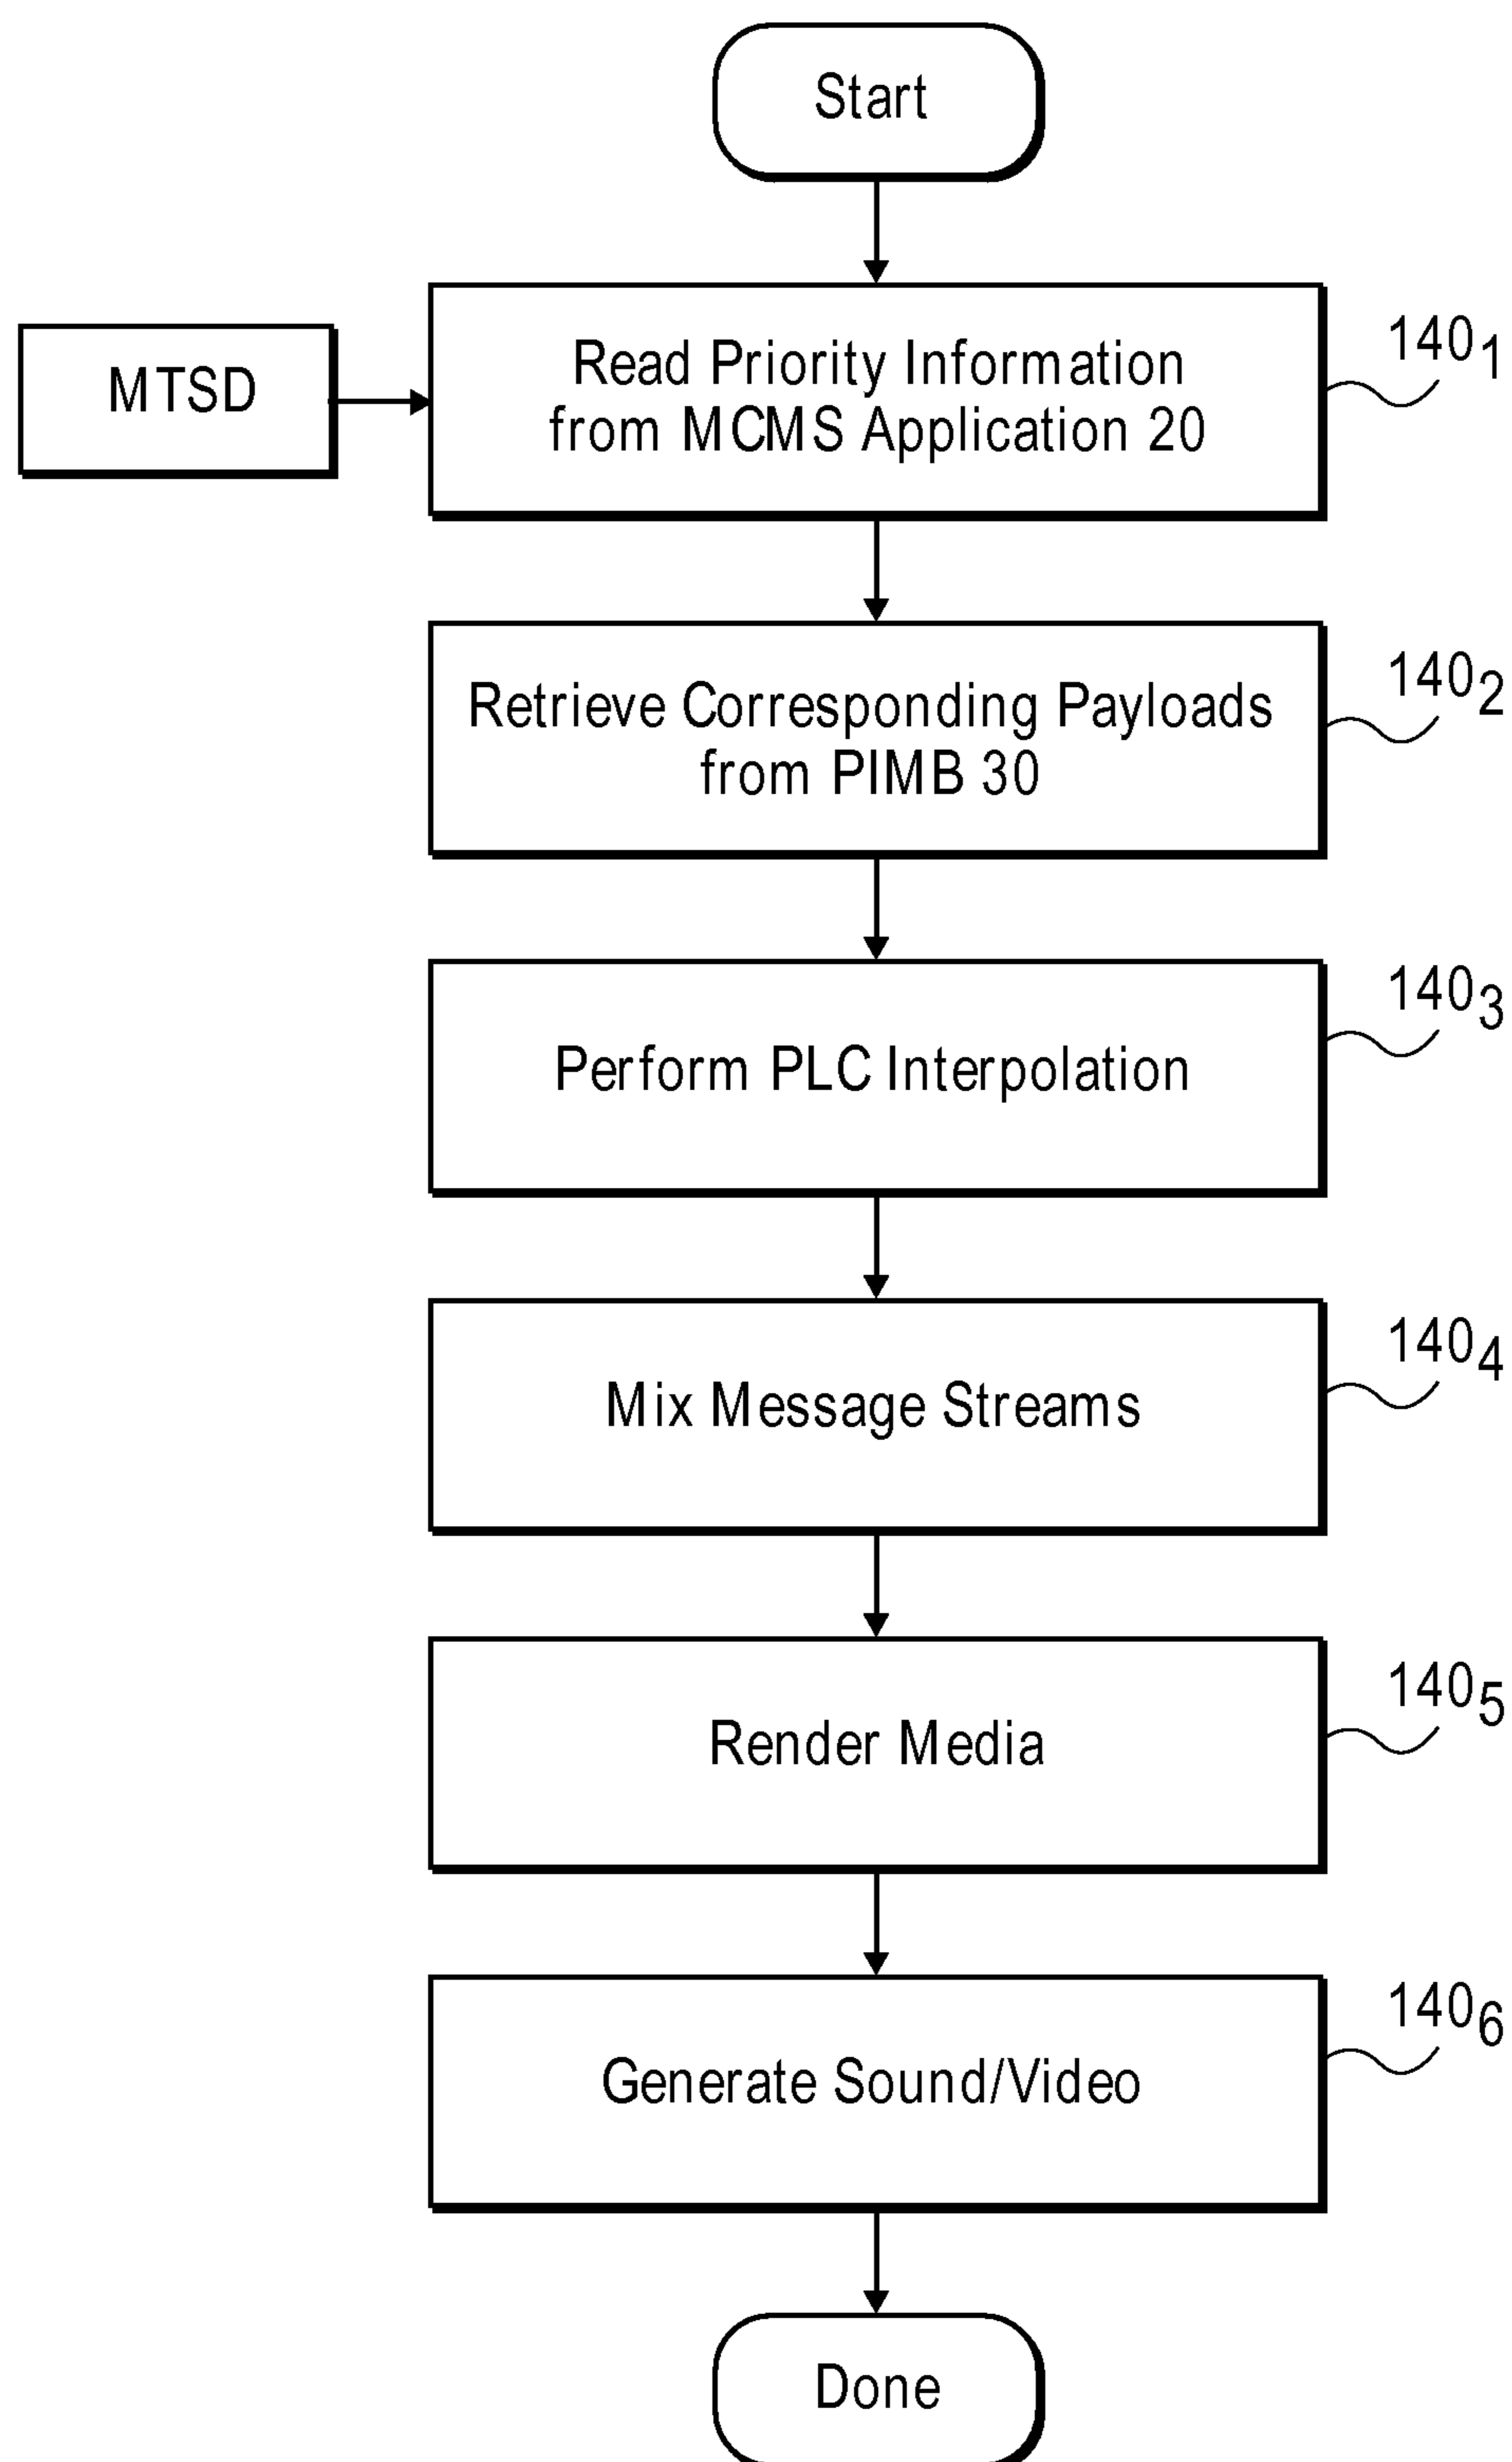 Start
MTSD
Read Priority Information
from MCMS Application 20
140₁
Retrieve Corresponding Payloads
from PIMB 30
140₂
Perform PLC Interpolation
140₃
Mix Message Streams
140₄
Render Media
140₅
Generate Sound/Video
140₆
Done